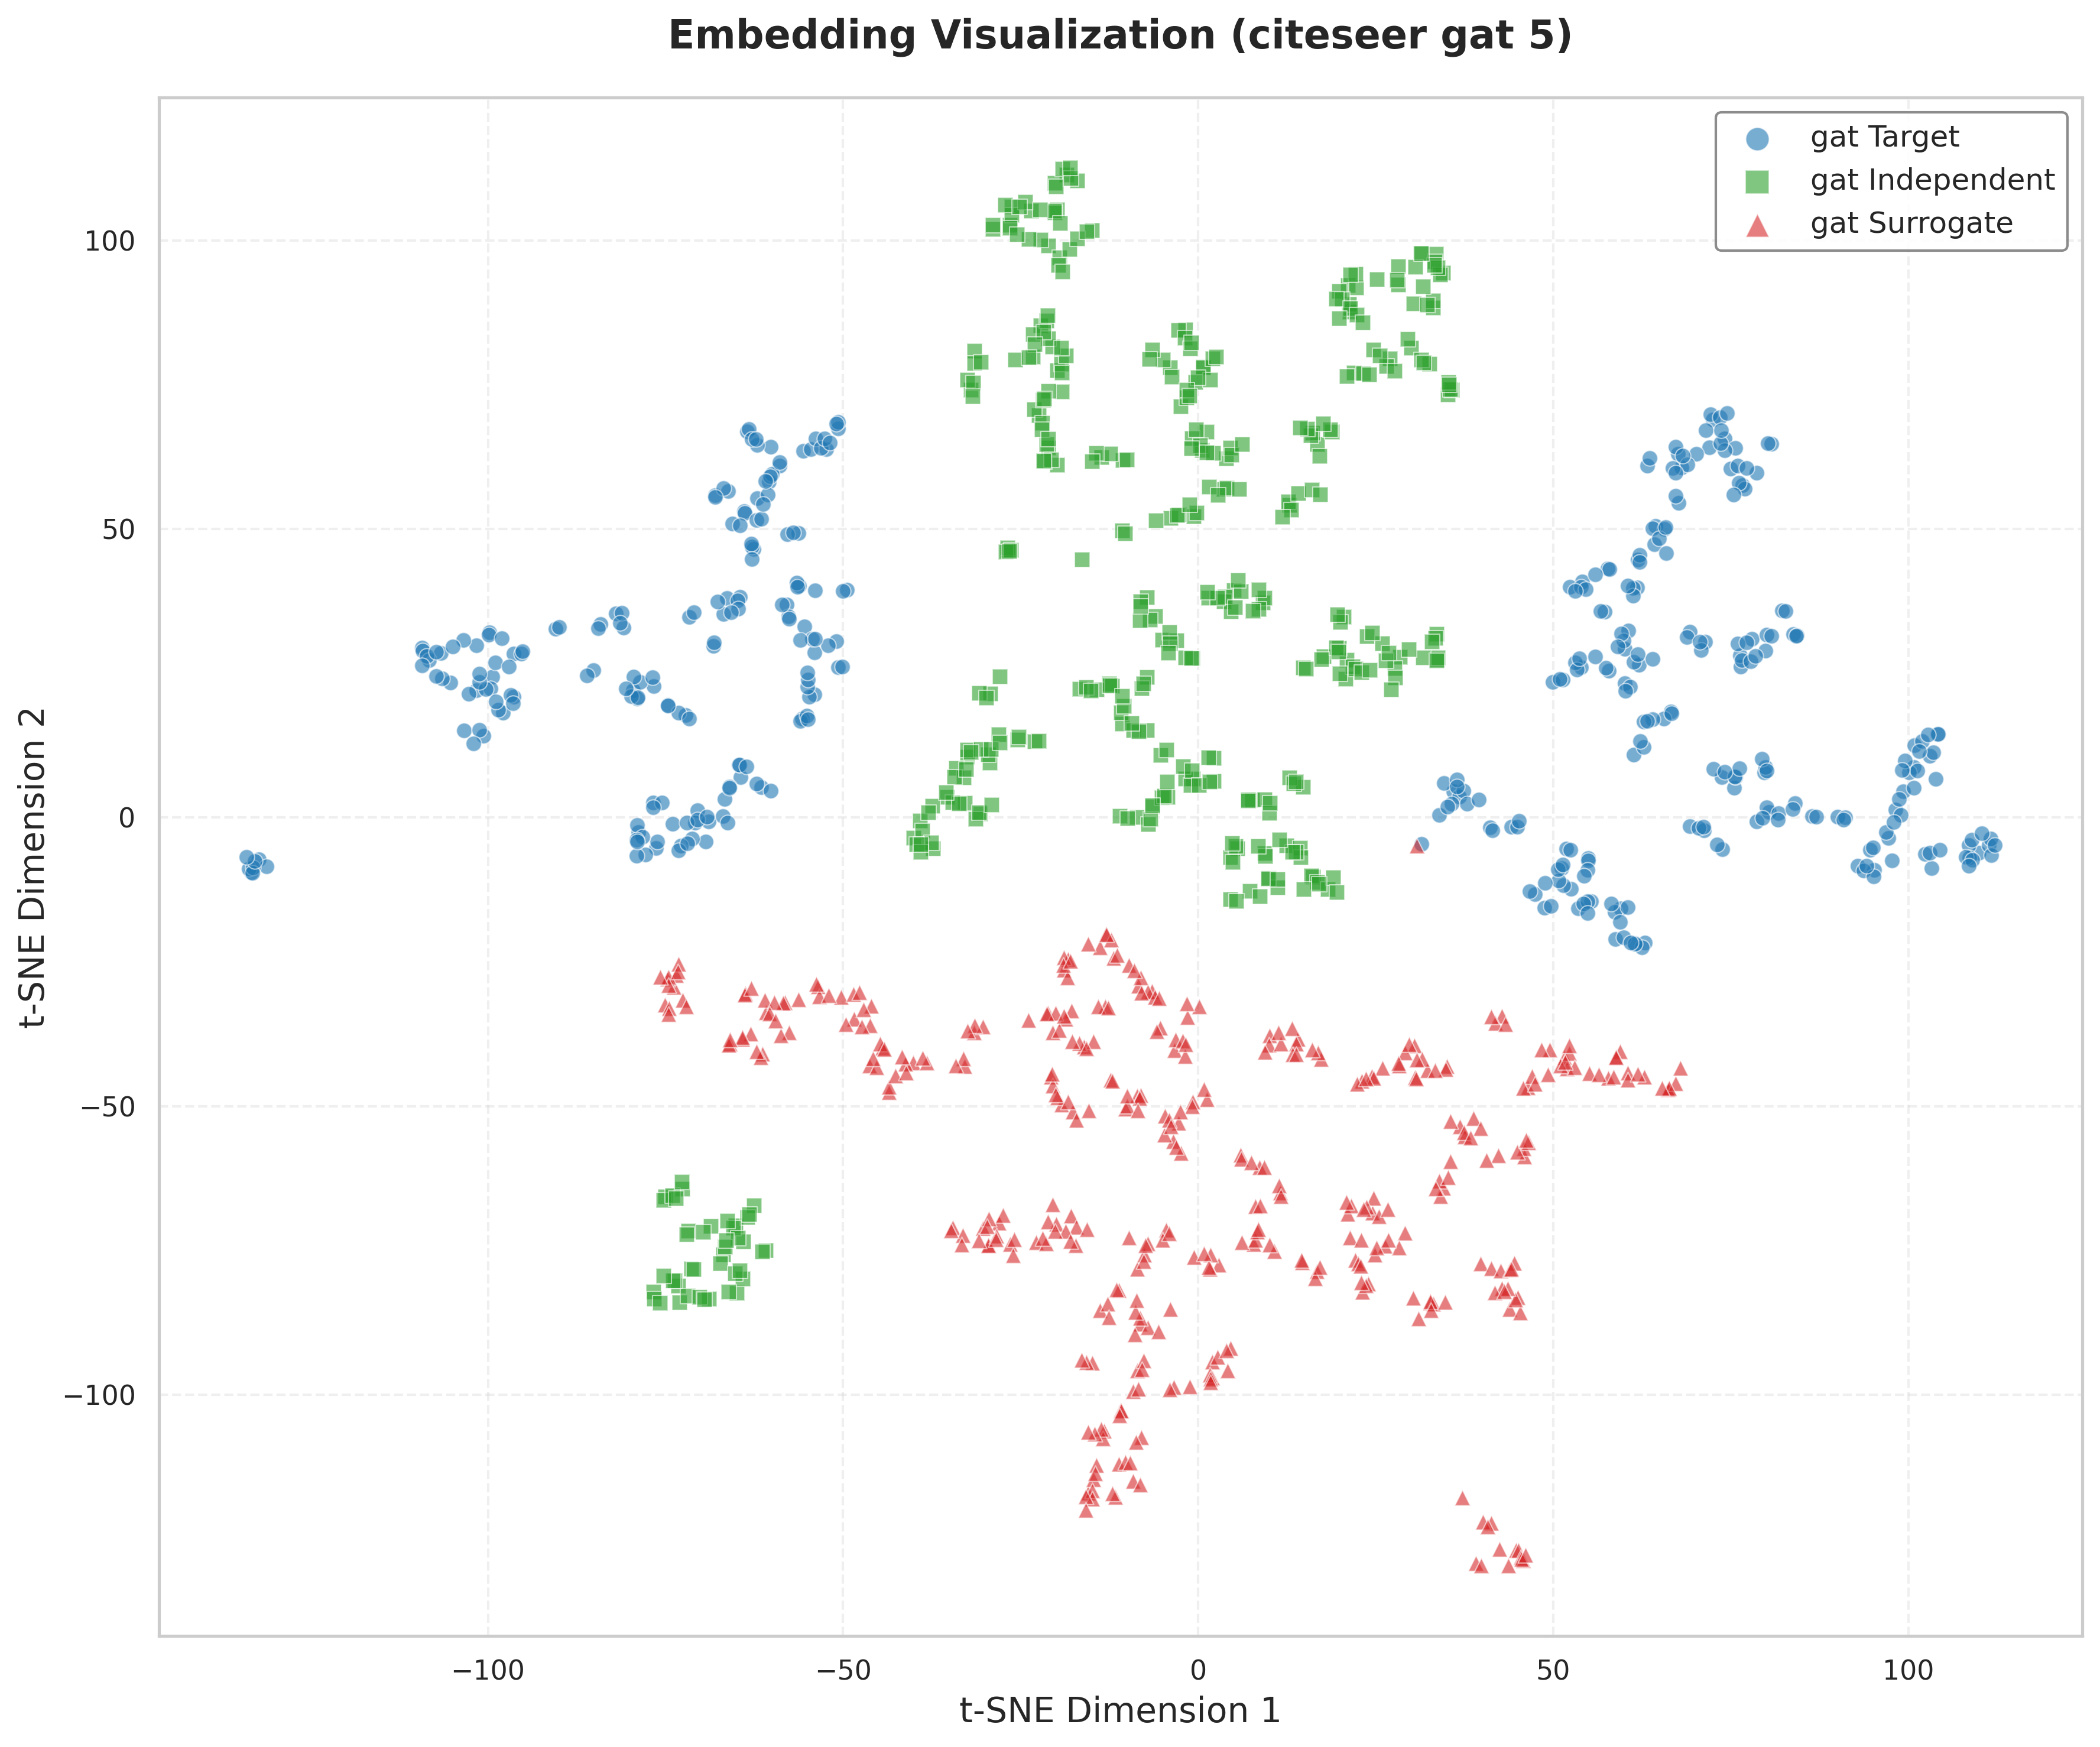 Embedding Visualization (citeseer gat 5)
gat Target
gat Independent
gat Surrogate
100
50
0
−50
−100
t-SNE Dimension 2
−100
−50
0
50
100
t-SNE Dimension 1